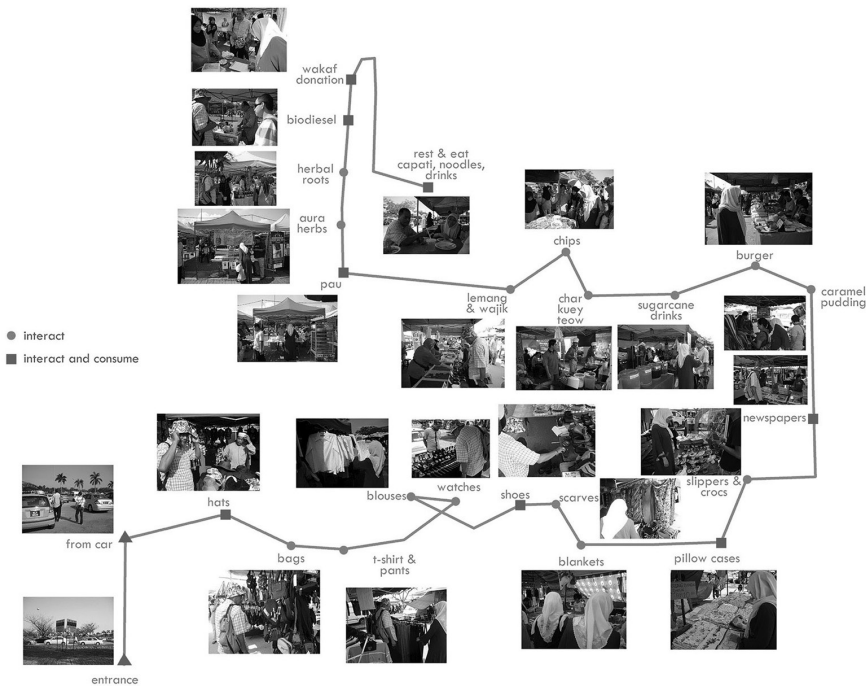 wakaf
donation
biodiesel
herbal
roots
aura
herbs
pau
rest & eat
capati, noodles,
drinks
chips
lemang
& wajik
char
kuey
teow
sugarcane
drinks
burger
caramel
pudding
interact
interact and consume
newspapers
slippers &
crocs
pillow cases
blankets
scarves
shoes
watches
blouses
t-shirt &
pants
bags
hats
from car
entrance